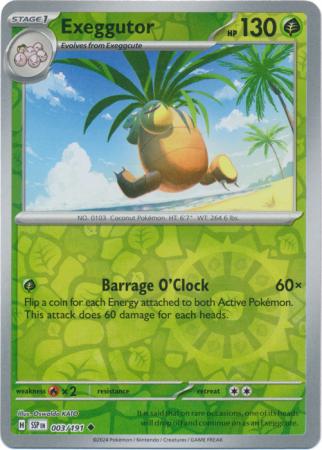 STAGE 1
Exeggutor
HP 130
Evolves from Exeggcute
NO. 0103 Coconut Pokémon HT: 6'7" WT: 264.6 lbs.
Barrage O'Clock 60×
Flip a coin for each Energy attached to both Active Pokémon.
This attack does 60 damage for each heads.
weakness ×2 resistance retreat
Illus. Oswaldo KATO
H SSP EN 003/191
©2024 Pokémon / Nintendo / Creatures / GAME FREAK
It is said that on rare occasions, one of its heads
will drop off and continue on as an Exeggcute.